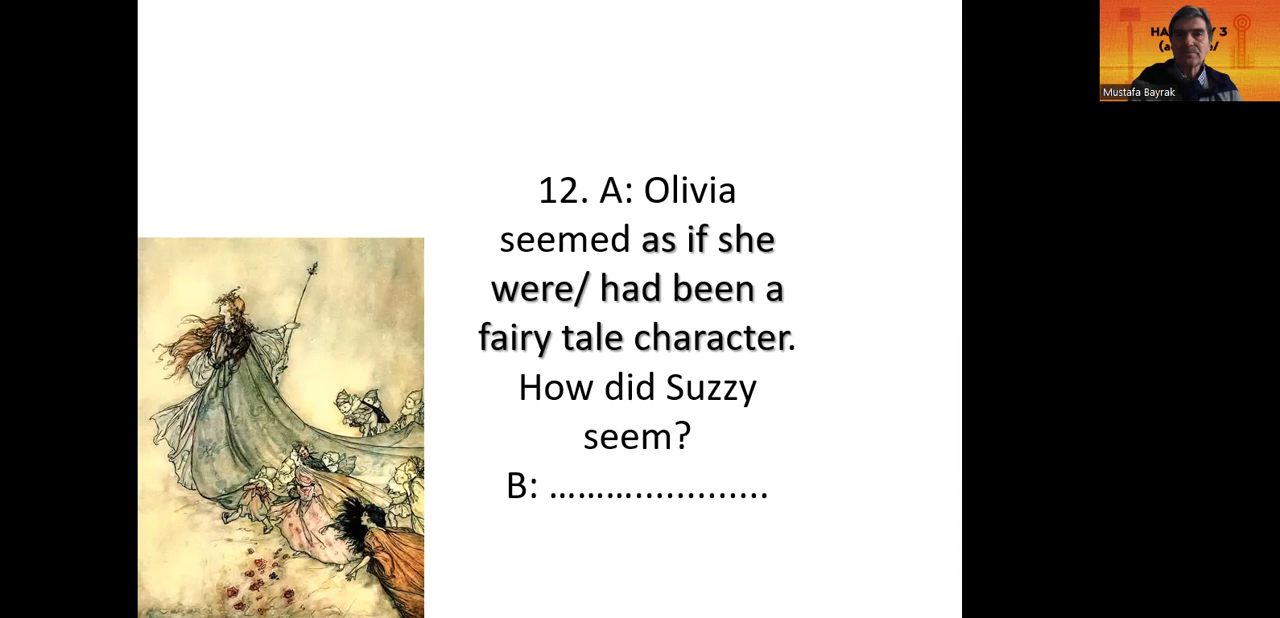 12. A: Olivia
seemed as if she
were/ had been a
fairy tale character.
How did Suzzy
seem?
B: ......................
Mustafa Bayrak